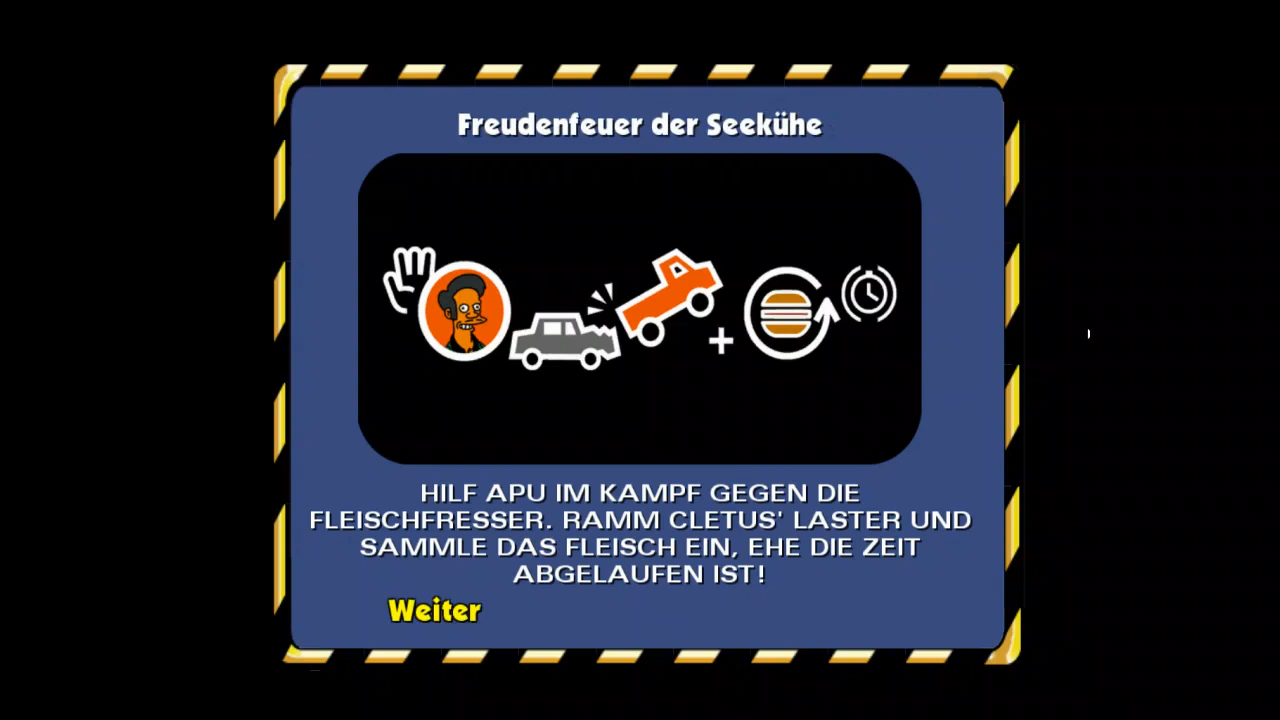 Freudenfeuer der Seekühe
HILF APU IM KAMPF GEGEN DIE
FLEISCHFRESSER. RAMM CLETUS' LASTER UND
SAMMLE DAS FLEISCH EIN, EHE DIE ZEIT
ABGELAUFEN IST!
Weiter